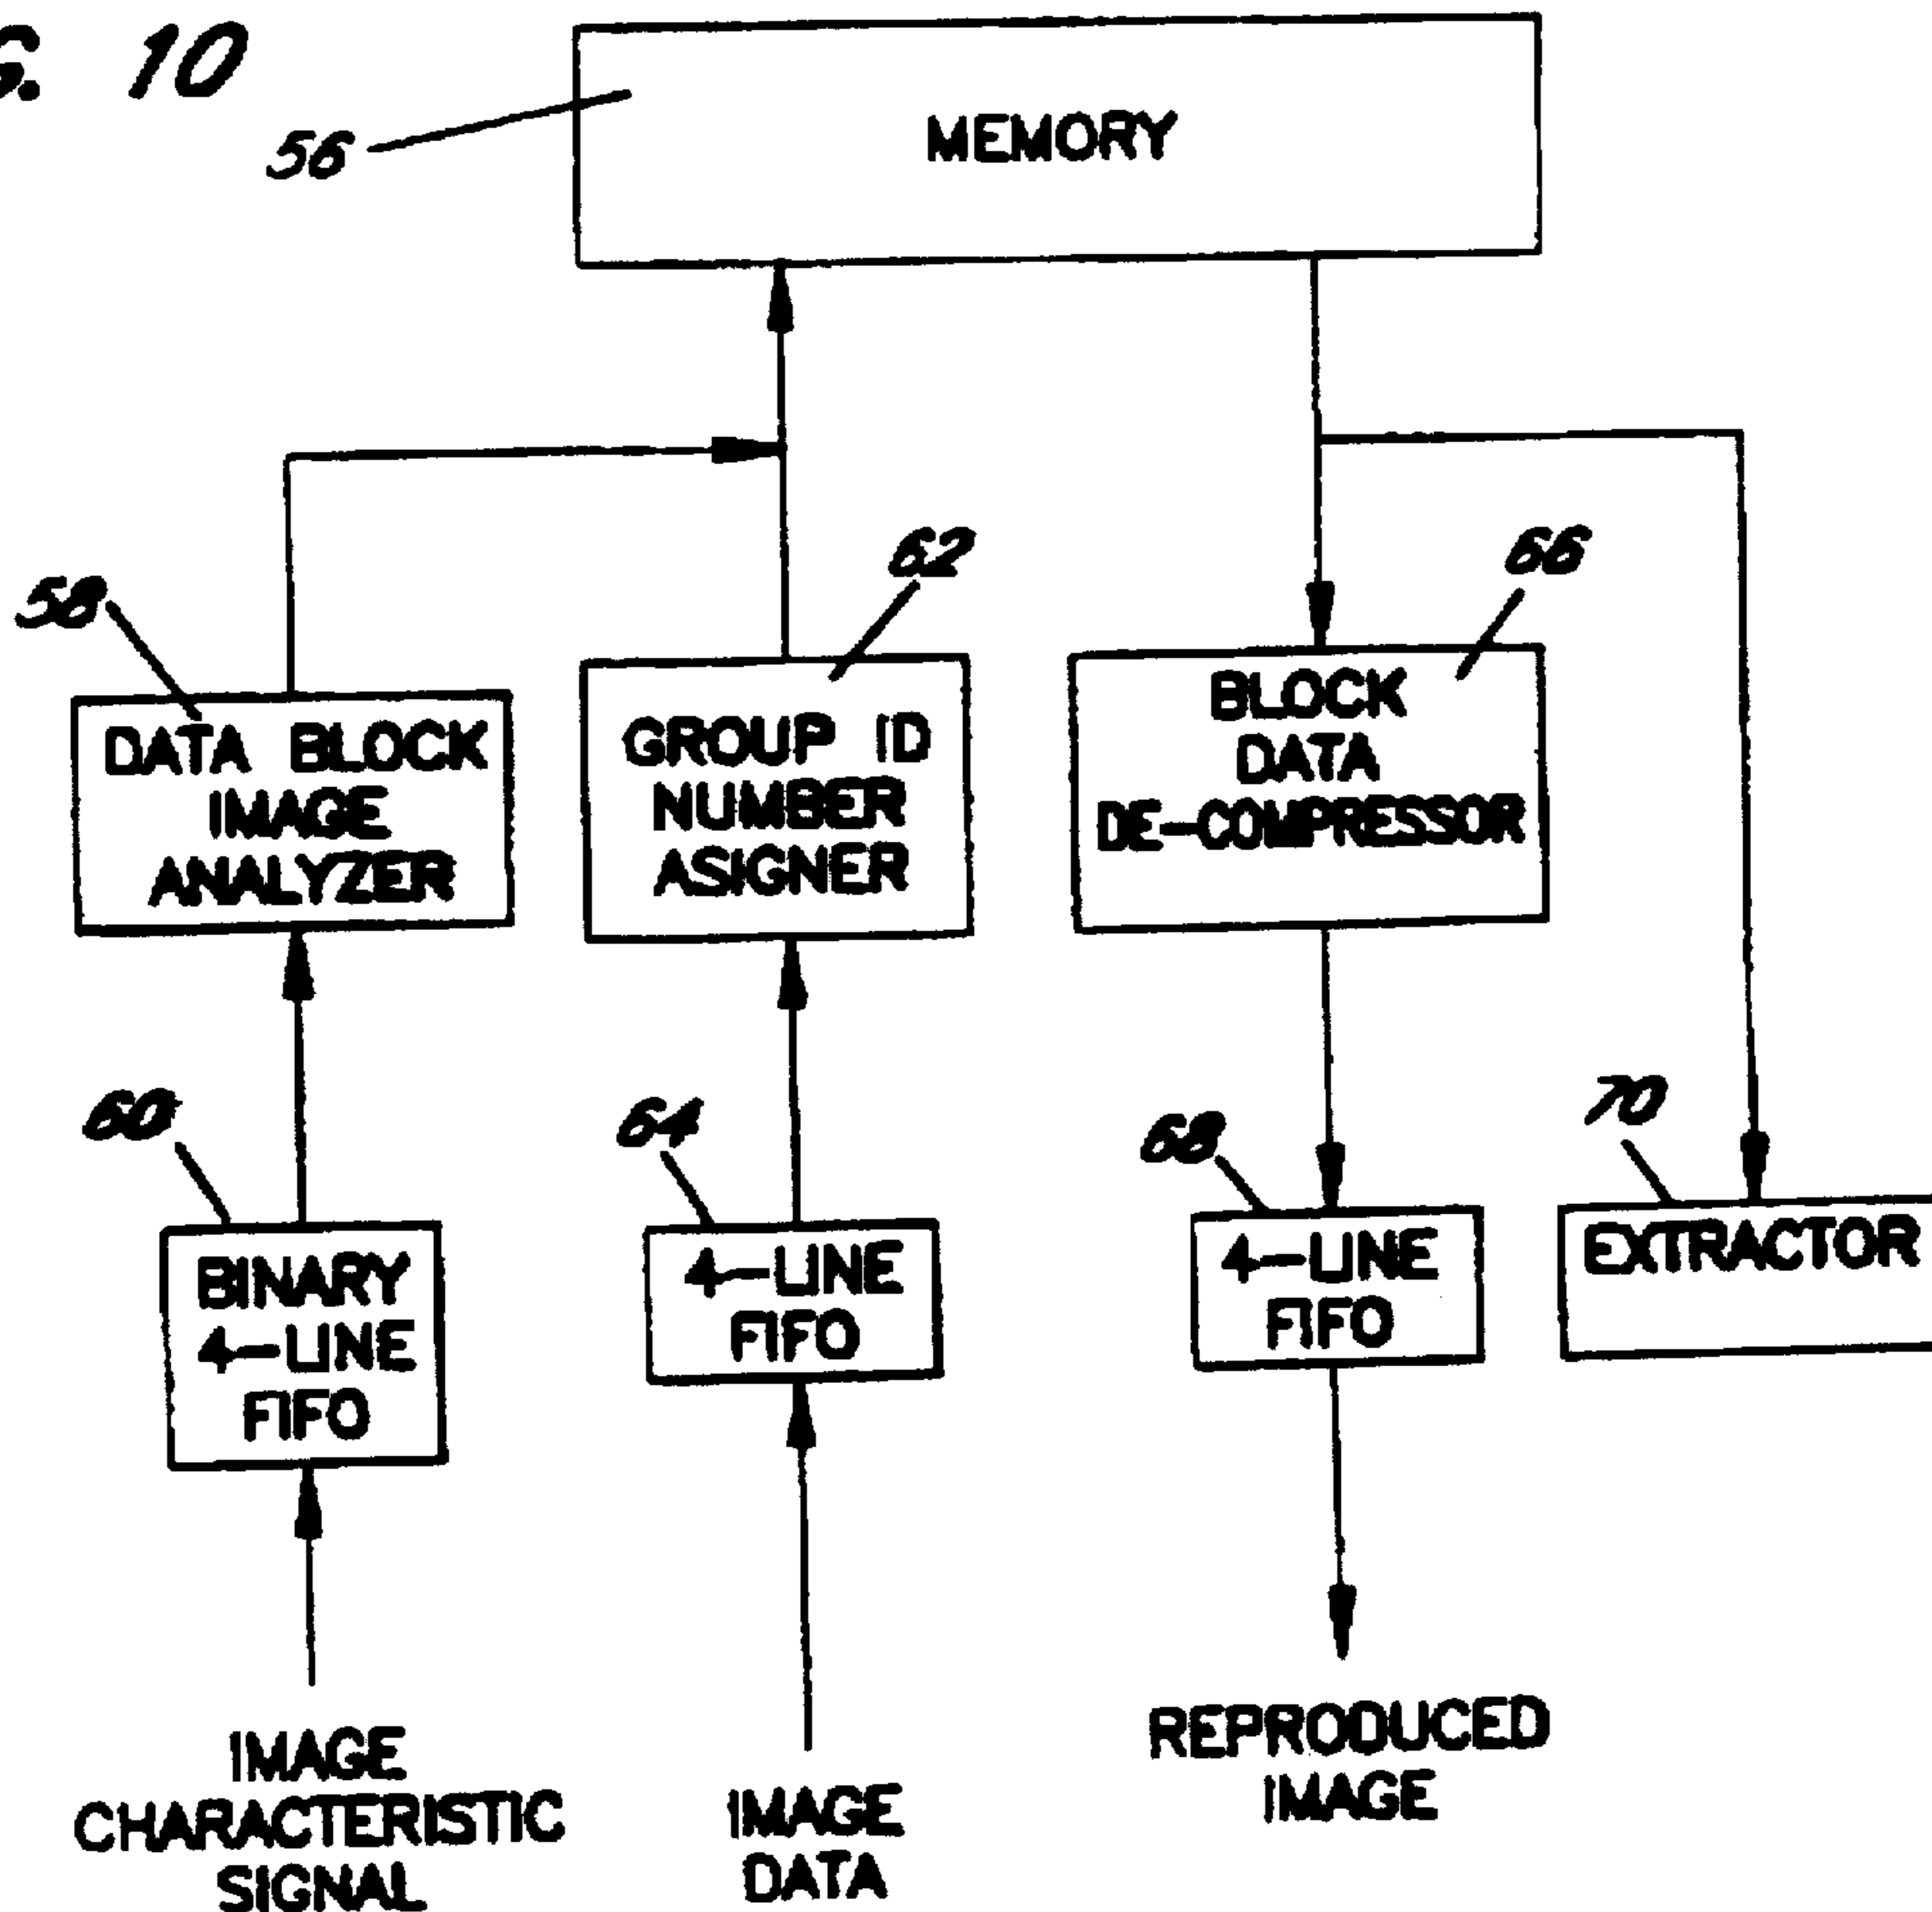 G. 10
56
MEMORY
58
62
66
DATA BLOCK
IMAGE
ANALYZER
GROUP ID
NUMBER
ASIGNER
BLOCK
DATA
DE-COMPRESSOR
60
64
68
70
BINARY
4-LINE
FIFO
4-LINE
FIFO
4-LINE
FIFO
EXTRACTOR
IMAGE
CHARACTERISTIC
SIGNAL
IMAGE
DATA
REPRODUCED
IMAGE